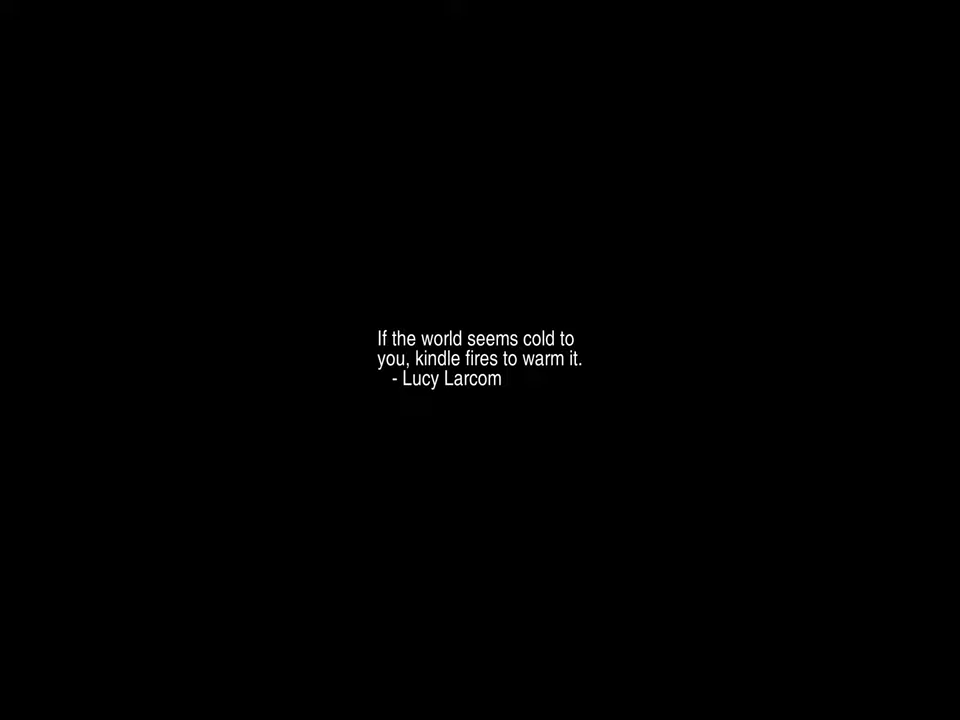 If the world seems cold to
you, kindle fires to warm it.
- Lucy Larcom